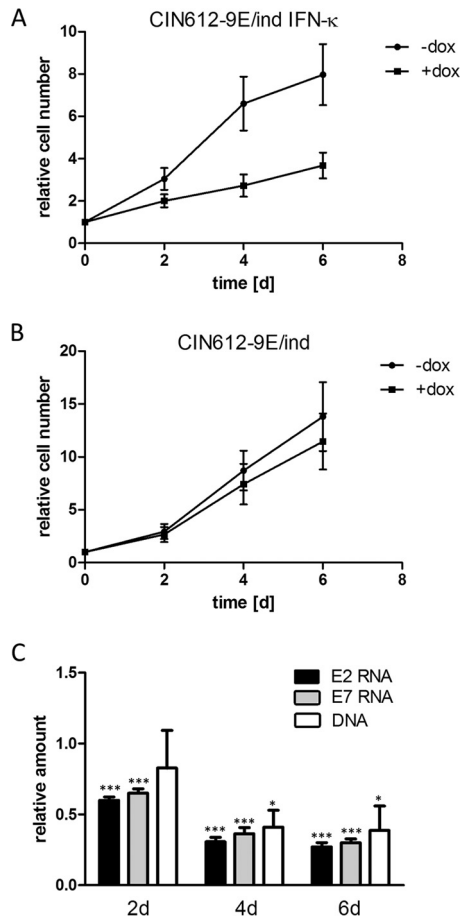 A
CIN612-9E/ind IFN-κ
-dox
+dox
relative cell number
10
8
6
4
2
0
0 2 4 6 8
time [d]
B
CIN612-9E/ind
-dox
+dox
relative cell number
20
15
10
5
0
0 2 4 6 8
time [d]
C
E2 RNA
E7 RNA
DNA
relative amount
1.5
1.0
0.5
0.0
*** ***
*** *** *
*** *** *
2d 4d 6d